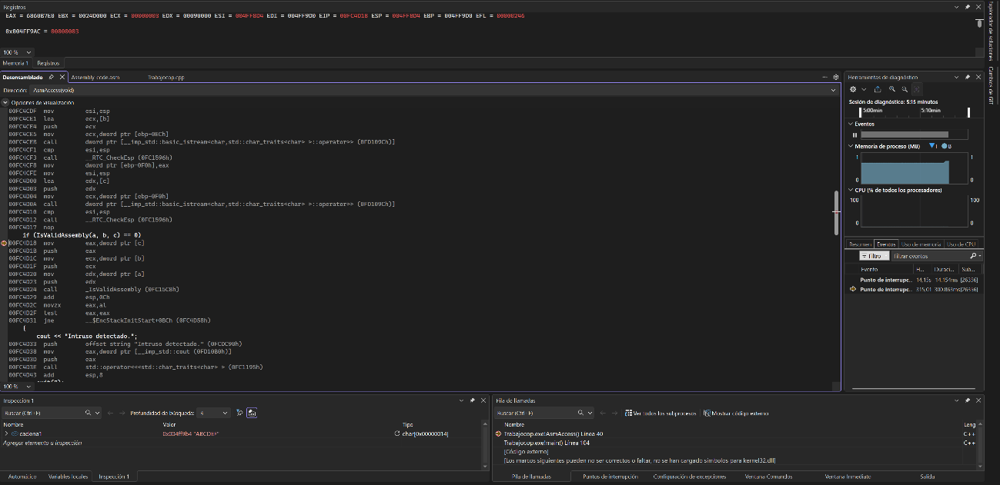 Registros
EAX = 6860B7E0 EBX = 0024D000 ECX = 00000003 EDX = 00090000 ESI = 004FF8D4 EDI = 004FF9D0 EIP = 00FC4D18 ESP = 004FF8D4 EBP = 004FF9D0 EFL = 00000246
0x004FF9AC = 00000003
100 %
Memoria 1 Registros
Explorador de soluciones
Cambios de GIT
Desensamblado Assembly-code.asm Trabajocop.cpp
Dirección: AsmAccess(void)
Opciones de visualización
00FC4CDF mov esi,esp
00FC4CE1 lea ecx,[b]
00FC4CE4 push ecx
00FC4CE5 mov ecx,dword ptr [ebp-0ECh]
00FC4CEB call dword ptr [__imp_std::basic_istream<char,std::char_traits<char> >::operator>> (0FD109Ch)]
00FC4CF1 cmp esi,esp
00FC4CF3 call __RTC_CheckEsp (0FC1596h)
00FC4CF8 mov dword ptr [ebp-0F0h],eax
00FC4CFE mov esi,esp
00FC4D00 lea edx,[c]
00FC4D03 push edx
00FC4D04 mov ecx,dword ptr [ebp-0F0h]
00FC4D0A call dword ptr [__imp_std::basic_istream<char,std::char_traits<char> >::operator>> (0FD109Ch)]
00FC4D10 cmp esi,esp
00FC4D12 call __RTC_CheckEsp (0FC1596h)
00FC4D17 nop
if (IsValidAssembly(a, b, c) == 0)
00FC4D18 mov eax,dword ptr [c]
00FC4D1B push eax
00FC4D1C mov ecx,dword ptr [b]
00FC4D1F push ecx
00FC4D20 mov edx,dword ptr [a]
00FC4D23 push edx
00FC4D24 call _IsValidAssembly (0FC15C8h)
00FC4D29 add esp,0Ch
00FC4D2C movzx eax,al
00FC4D2F test eax,eax
00FC4D31 jne __$EncStackInitStart+0BCh (0FC4D58h)
{
cout << "Intruso detectado.";
00FC4D33 push offset string "Intruso detectado." (0FCDC90h)
00FC4D38 mov eax,dword ptr [__imp_std::cout (0FD10B0h)]
00FC4D3D push eax
00FC4D3E call std::operator<<<std::char_traits<char> > (0FC1195h)
00FC4D43 add esp,8
100 %
Herramientas de diagnóstico
Sesión de diagnóstico: 5:15 minutos
5:00min 5:10min
Eventos
Memoria de proceso (MB) B
1 1
0 0
CPU (% de todos los procesadores)
100 100
0 0
Resumen Eventos Uso de memoria Uso de CPU
Filtro Filtrar eventos
Evento H... Duraci... Sub...
Punto de interrupc... 14,15s 14.154ms [26356]
Punto de interrupc... 315,01 300.863ms [26356]
Inspección 1
Buscar (Ctrl+E) Profundidad de búsqueda: 3
Nombre Valor Tipo
cadena1 0x004ff9b4 "ABCDEF" char[0x00000014]
Agregar elemento a inspección
Automático Variables locales Inspección 1
Pila de llamadas
Buscar (Ctrl+E) Ver todos los subprocesos Mostrar código externo
Nombre Leng
Trabajocop.exe!AsmAccess() Línea 40 C++
Trabajocop.exe!main() Línea 104 C++
[Código externo]
[Los marcos siguientes pueden no ser correctos o faltar, no se han cargado símbolos para kernel32.dll]
Pila de llamadas Puntos de interrupción Configuración de excepciones Ventana Comandos Ventana Inmediato Salida